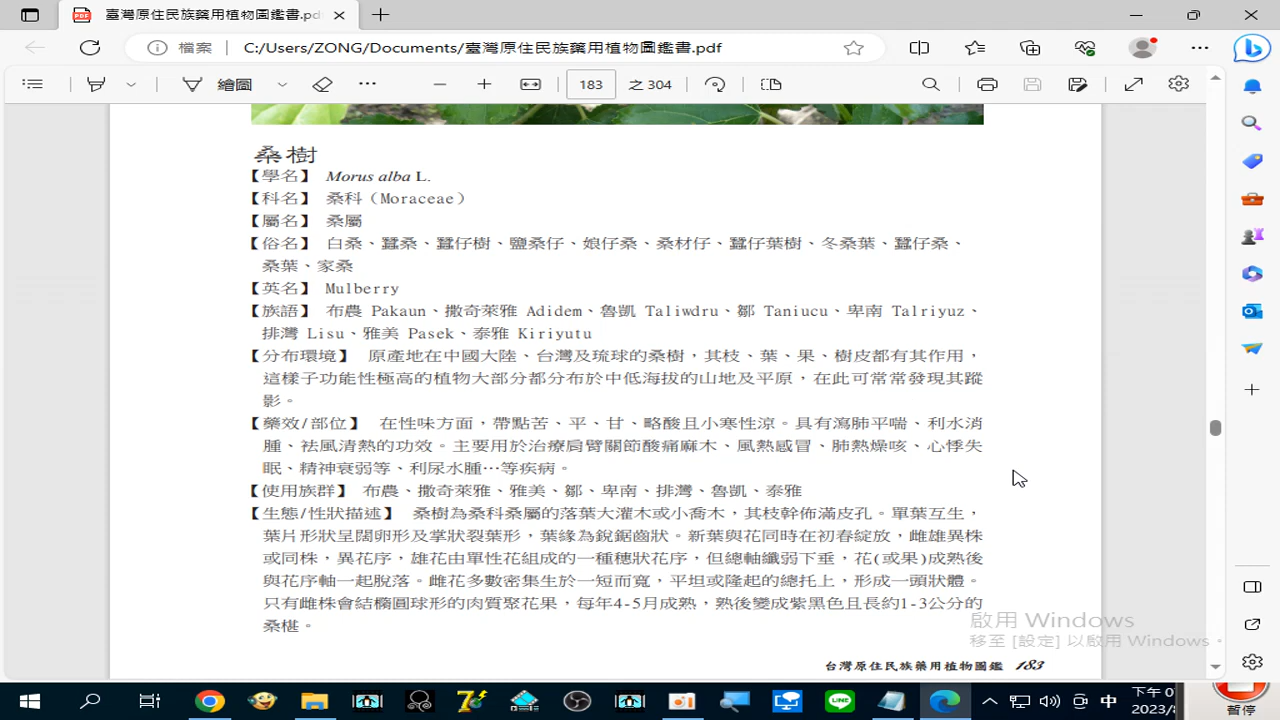 臺灣原住民族藥用植物圖鑑書.pd
檔案 C:/Users/ZONG/Documents/臺灣原住民族藥用植物圖鑑書.pdf
繪圖 183 之 304
桑樹
【學名】 Morus alba L.
【科名】 桑科（Moraceae）
【屬名】 桑屬
【俗名】 白桑、蠶桑、蠶仔樹、鹽桑仔、娘仔桑、桑材仔、蠶仔葉樹、冬桑葉、蠶仔桑、
桑葉、家桑
【英名】 Mulberry
【族語】 布農 Pakaun、撒奇萊雅 Adidem、魯凱 Taliwdru、鄒 Taniucu、卑南 Talriyuz、
排灣 Lisu、雅美 Pasek、泰雅 Kiriyutu
【分布環境】 原產地在中國大陸、台灣及琉球的桑樹，其枝、葉、果、樹皮都有其作用，
這樣子功能性極高的植物大部分都分布於中低海拔的山地及平原，在此可常常發現其蹤
影。
【藥效/部位】 在性味方面，帶點苦、平、甘、略酸且小寒性涼。具有瀉肺平喘、利水消
腫、袪風清熱的功效。主要用於治療肩臂關節酸痛麻木、風熱感冒、肺熱燥咳、心悸失
眠、精神衰弱等、利尿水腫…等疾病。
【使用族群】 布農、撒奇萊雅、雅美、鄒、卑南、排灣、魯凱、泰雅
【生態/性狀描述】 桑樹為桑科桑屬的落葉大灌木或小喬木，其枝幹佈滿皮孔。單葉互生，
葉片形狀呈闊卵形及掌狀裂葉形，葉緣為銳鋸齒狀。新葉與花同時在初春綻放，雌雄異株
或同株，異花序，雄花由單性花組成的一種穗狀花序，但總軸纖弱下垂，花(或果)成熟後
與花序軸一起脫落。雌花多數密集生於一短而寬，平坦或隆起的總托上，形成一頭狀體。
只有雌株會結橢圓球形的肉質聚花果，每年4-5月成熟，熟後變成紫黑色且長約1-3公分的
桑椹。
啟用 Windows
移至 [設定] 以啟用 Windows。
台灣原住民族藥用植物圖鑑 183
中 下午 0
2023/8
暫停